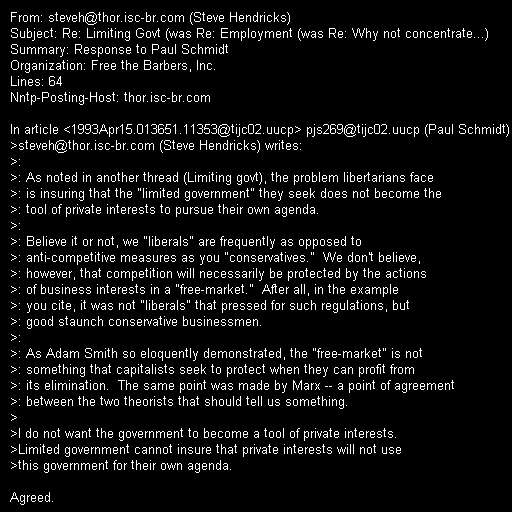 From: steveh@thor.isc-br.com (Steve Hendricks)
Subject: Re: Limiting Govt (was Re: Employment (was Re: Why not concentrate...)
Summary: Response to Paul Schmidt
Organization: Free the Barbers, Inc.
Lines: 64
Nntp-Posting-Host: thor.isc-br.com

In article <1993Apr15.013651.11353@tijc02.uucp> pjs269@tijc02.uucp (Paul Schmidt)
>steveh@thor.isc-br.com (Steve Hendricks) writes:
>:
>: As noted in another thread (Limiting govt), the problem libertarians face
>: is insuring that the "limited government" they seek does not become the
>: tool of private interests to pursue their own agenda.
>:
>: Believe it or not, we "liberals" are frequently as opposed to
>: anti-competitive measures as you "conservatives."  We don't believe,
>: however, that competition will necessarily be protected by the actions
>: of business interests in a "free-market."  After all, in the example
>: you cite, it was not "liberals" that pressed for such regulations, but
>: good staunch conservative businessmen.
>:
>: As Adam Smith so eloquently demonstrated, the "free-market" is not
>: something that capitalists seek to protect when they can profit from
>: its elimination.  The same point was made by Marx -- a point of agreement
>: between the two theorists that should tell us something.
>
>I do not want the government to become a tool of private interests.
>Limited government cannot insure that private interests will not use
>this government for their own agenda.

Agreed.